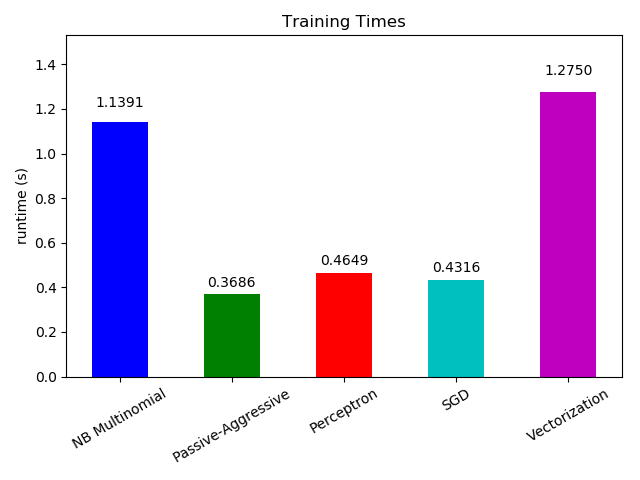 Training Times
runtime (s)
1.4
1.2
1.0
0.8
0.6
0.4
0.2
0.0
1.1391
0.3686
0.4649
0.4316
1.2750
NB Multinomial
Passive-Aggressive
Perceptron
SGD
Vectorization